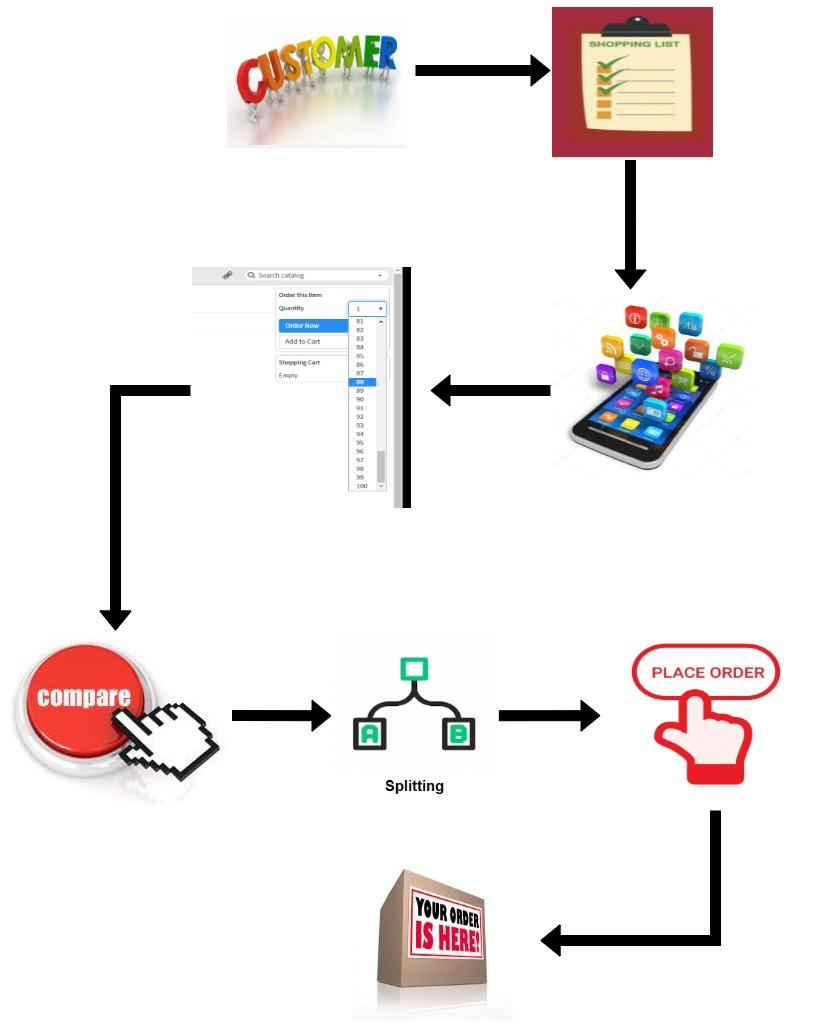 CUSTOMER
SHOPPING LIST
Search catalog
Order this Item
Quantity
1
81
Order Now
82
83
Add to Cart
84
85
Shopping Cart
86
Empty
87
88
89
90
91
92
93
94
95
96
97
98
99
100
Au
%
compare
A
B
Splitting
PLACE ORDER
YOUR ORDER
IS HERE!